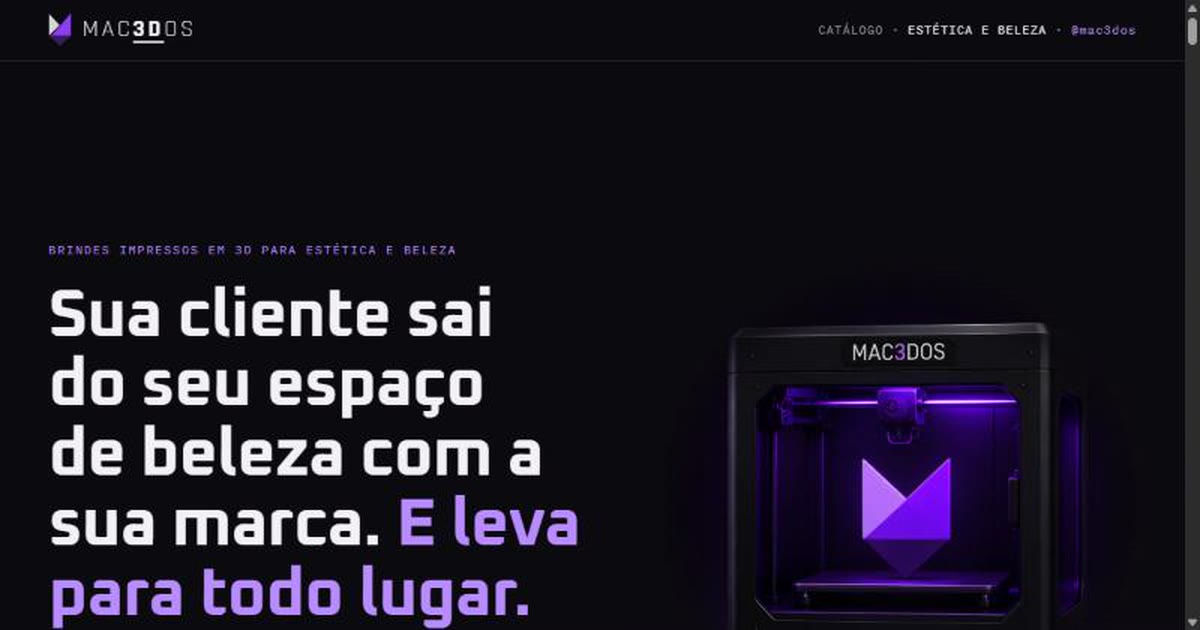 MAC3DOS
CATÁLOGO • ESTÉTICA E BELEZA • @mac3dos
BRINDES IMPRESSOS EM 3D PARA ESTÉTICA E BELEZA
Sua cliente sai
do seu espaço
de beleza com a
sua marca. E leva
para todo lugar.
MAC3DOS